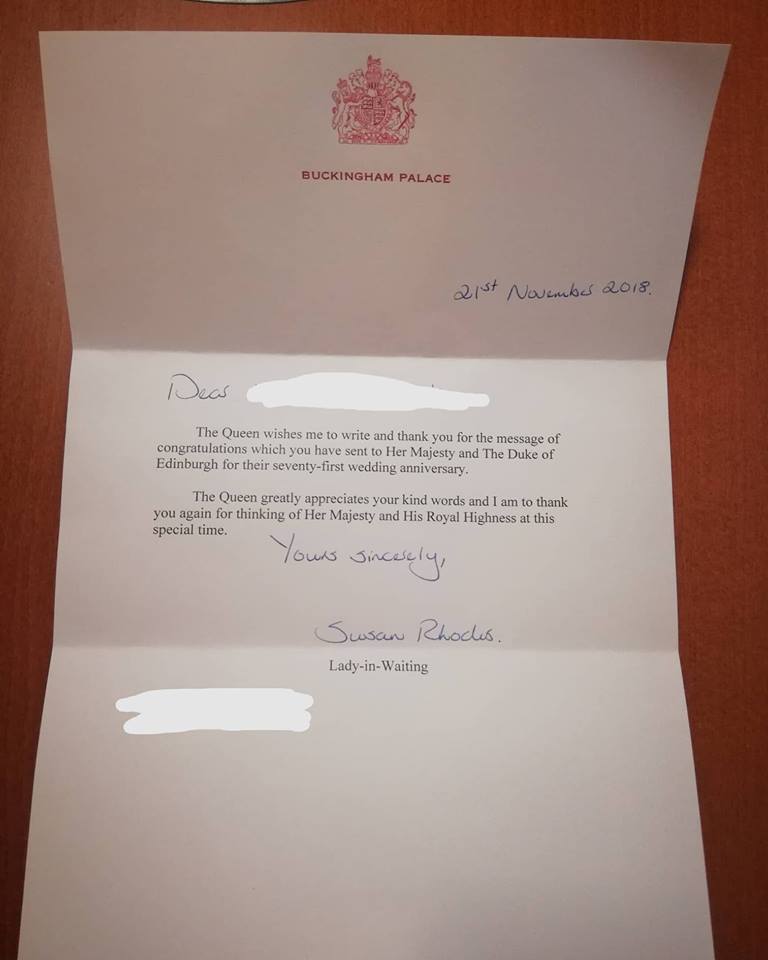 BUCKINGHAM PALACE
21st November 2018.
Dear
The Queen wishes me to write and thank you for the message of
congratulations which you have sent to Her Majesty and The Duke of
Edinburgh for their seventy-first wedding anniversary.
The Queen greatly appreciates your kind words and I am to thank
you again for thinking of Her Majesty and His Royal Highness at this
special time.
Yours sincerely,
Susan Rhodes.
Lady-in-Waiting